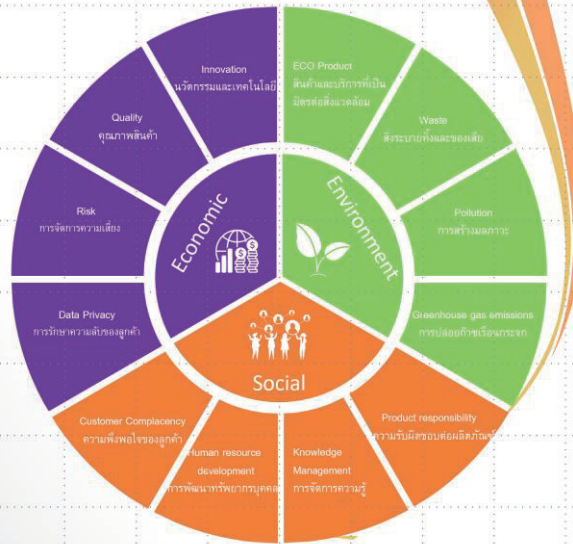 Innovation
นวัตกรรมและเทคโนโลยี
ECO Product
สินค้าและบริการที่เป็น
มิตรต่อสิ่งแวดล้อม
Quality
คุณภาพสินค้า
Waste
สิ่งระบายทิ้งและของเสีย
Risk
การจัดการความเสี่ยง
Economic
Environment
Pollution
การสร้างมลภาวะ
Data Privacy
การรักษาความลับของลูกค้า
Greenhouse gas emissions
การปล่อยก๊าซเรือนกระจก
Social
Customer Complacency
ความพึงพอใจของลูกค้า
Human resource
development
การพัฒนาทรัพยากรบุคคล
Knowledge
Management
การจัดการความรู้
Product responsibility
ความรับผิดชอบต่อผลิตภัณฑ์